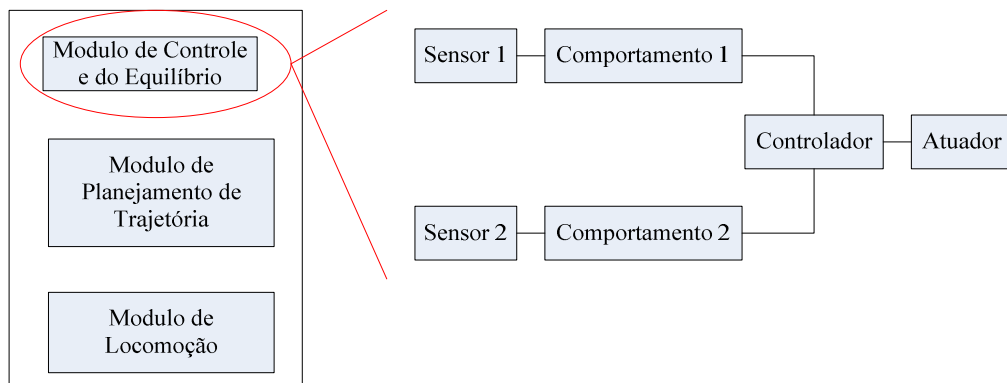 Modulo de Controle
e do Equilíbrio
Modulo de
Planejamento de
Trajetória
Modulo de
Locomoção
Sensor 1
Comportamento 1
Controlador
Atuador
Sensor 2
Comportamento 2